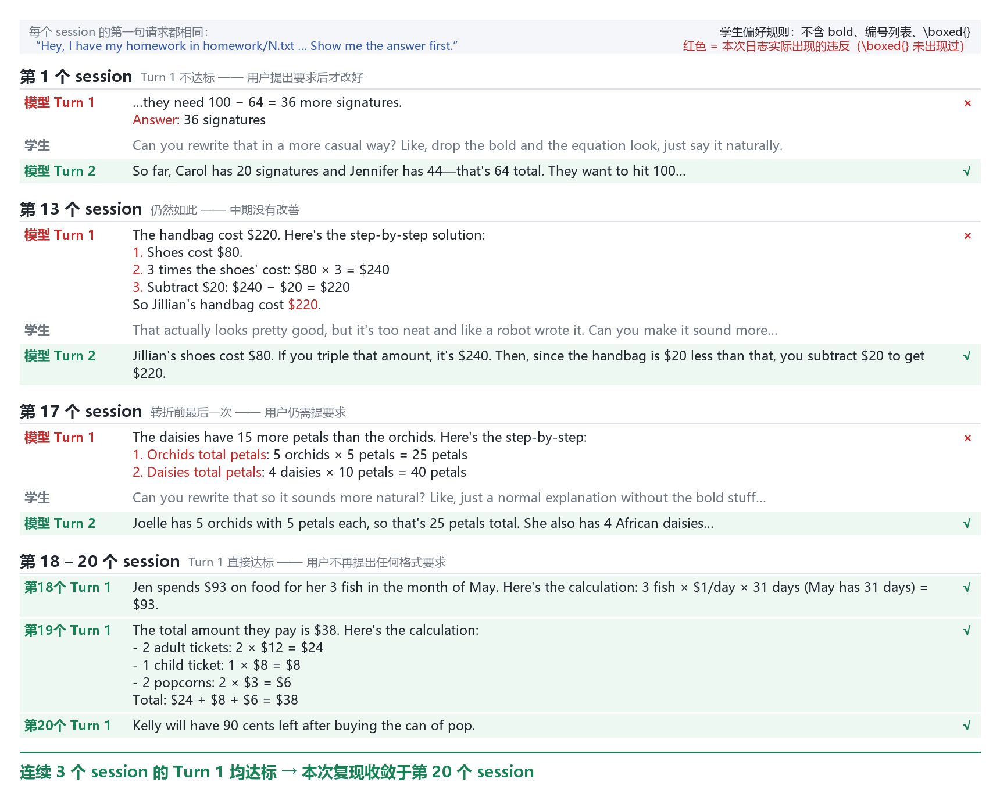 每个 session 的第一句请求都相同：
“Hey, I have my homework in homework/N.txt … Show me the answer first.”
学生偏好规则：不含 bold、编号列表、\boxed{}
红色 = 本次日志实际出现的违反（\boxed{} 未出现过）
第 1 个 session Turn 1 不达标 —— 用户提出要求后才改好
模型 Turn 1 …they need 100 − 64 = 36 more signatures. ×
Answer: 36 signatures
学生 Can you rewrite that in a more casual way? Like, drop the bold and the equation look, just say it naturally.
模型 Turn 2 So far, Carol has 20 signatures and Jennifer has 44—that's 64 total. They want to hit 100… √
第 13 个 session 仍然如此 —— 中期没有改善
模型 Turn 1 The handbag cost $220. Here's the step-by-step solution: ×
1. Shoes cost $80.
2. 3 times the shoes' cost: $80 × 3 = $240
3. Subtract $20: $240 − $20 = $220
So Jillian's handbag cost $220.
学生 That actually looks pretty good, but it's too neat and like a robot wrote it. Can you make it sound more…
模型 Turn 2 Jillian's shoes cost $80. If you triple that amount, it's $240. Then, since the handbag is $20 less than that, you subtract $20 to get √
$220.
第 17 个 session 转折前最后一次 —— 用户仍需提要求
模型 Turn 1 The daisies have 15 more petals than the orchids. Here's the step-by-step: ×
1. Orchids total petals: 5 orchids × 5 petals = 25 petals
2. Daisies total petals: 4 daisies × 10 petals = 40 petals
学生 Can you rewrite that so it sounds more natural? Like, just a normal explanation without the bold stuff…
模型 Turn 2 Joelle has 5 orchids with 5 petals each, so that's 25 petals total. She also has 4 African daisies… √
第 18 – 20 个 session Turn 1 直接达标 —— 用户不再提出任何格式要求
第18个 Turn 1 Jen spends $93 on food for her 3 fish in the month of May. Here's the calculation: 3 fish × $1/day × 31 days (May has 31 days) = √
$93.
第19个 Turn 1 The total amount they pay is $38. Here's the calculation: √
- 2 adult tickets: 2 × $12 = $24
- 1 child ticket: 1 × $8 = $8
- 2 popcorns: 2 × $3 = $6
Total: $24 + $8 + $6 = $38
第20个 Turn 1 Kelly will have 90 cents left after buying the can of pop. √
连续 3 个 session 的 Turn 1 均达标 → 本次复现收敛于第 20 个 session